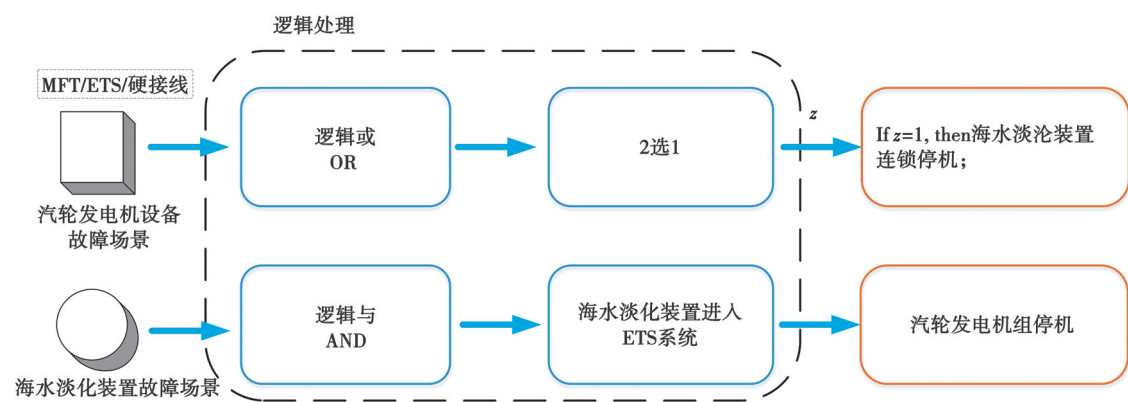 逻辑处理
MFT/ETS/硬接线
汽轮发电机设备
故障场景
逻辑或
OR
2选1
z
If z=1, then海水淡沦装置
连锁停机；
海水淡化装置故障场景
逻辑与
AND
海水淡化装置进入
ETS系统
汽轮发电机组停机